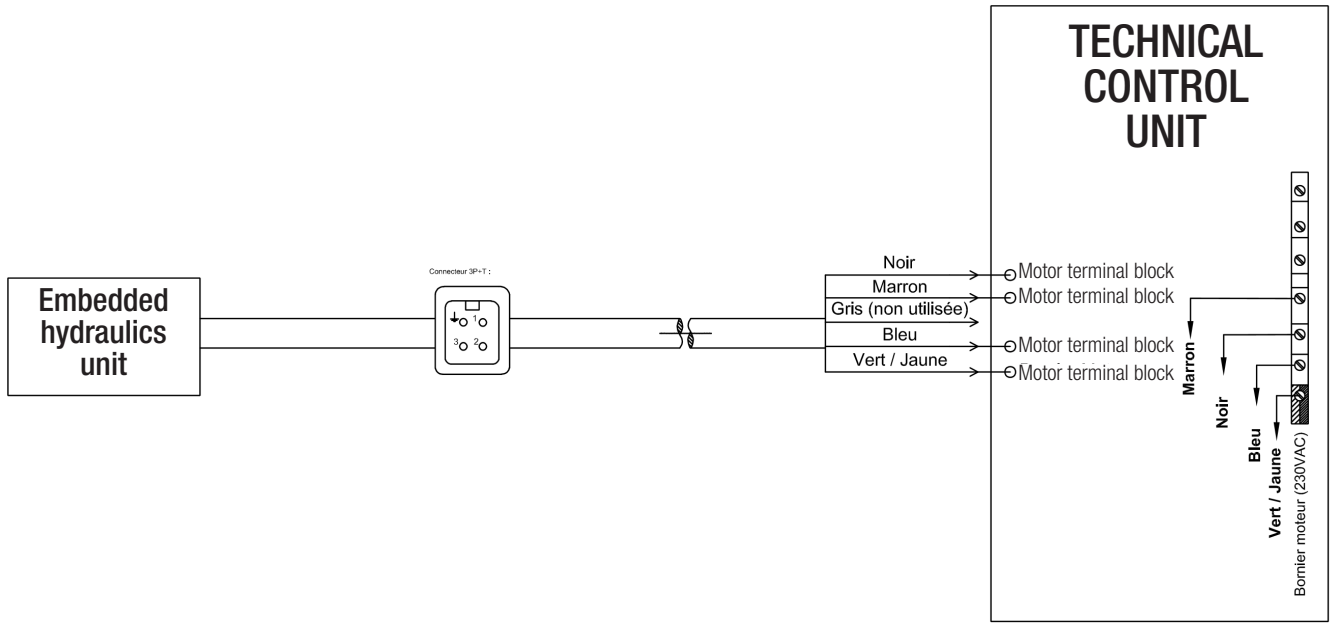 TECHNICAL
CONTROL
UNIT
Embedded
hydraulics
unit
Connecteur 3P+T :
1
3 2
Noir
Marron
Gris (non utilisée)
Bleu
Vert / Jaune
Motor terminal block
Motor terminal block
Motor terminal block
Motor terminal block
Marron
Noir
Bleu
Vert / Jaune
Bornier moteur (230VAC)